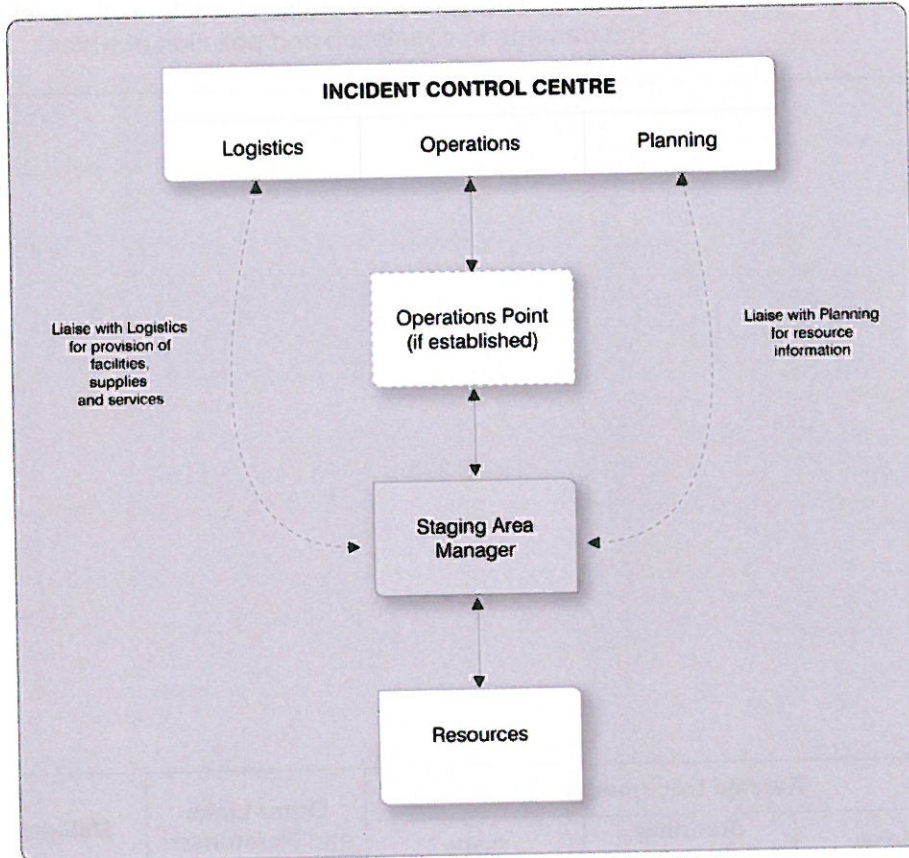 INCIDENT CONTROL CENTRE
Logistics
Operations
Planning
Operations Point
(if established)
Liaise with Logistics
for provision of
facilities,
supplies
and services
Liaise with Planning
for resource
information
Staging Area
Manager
Resources